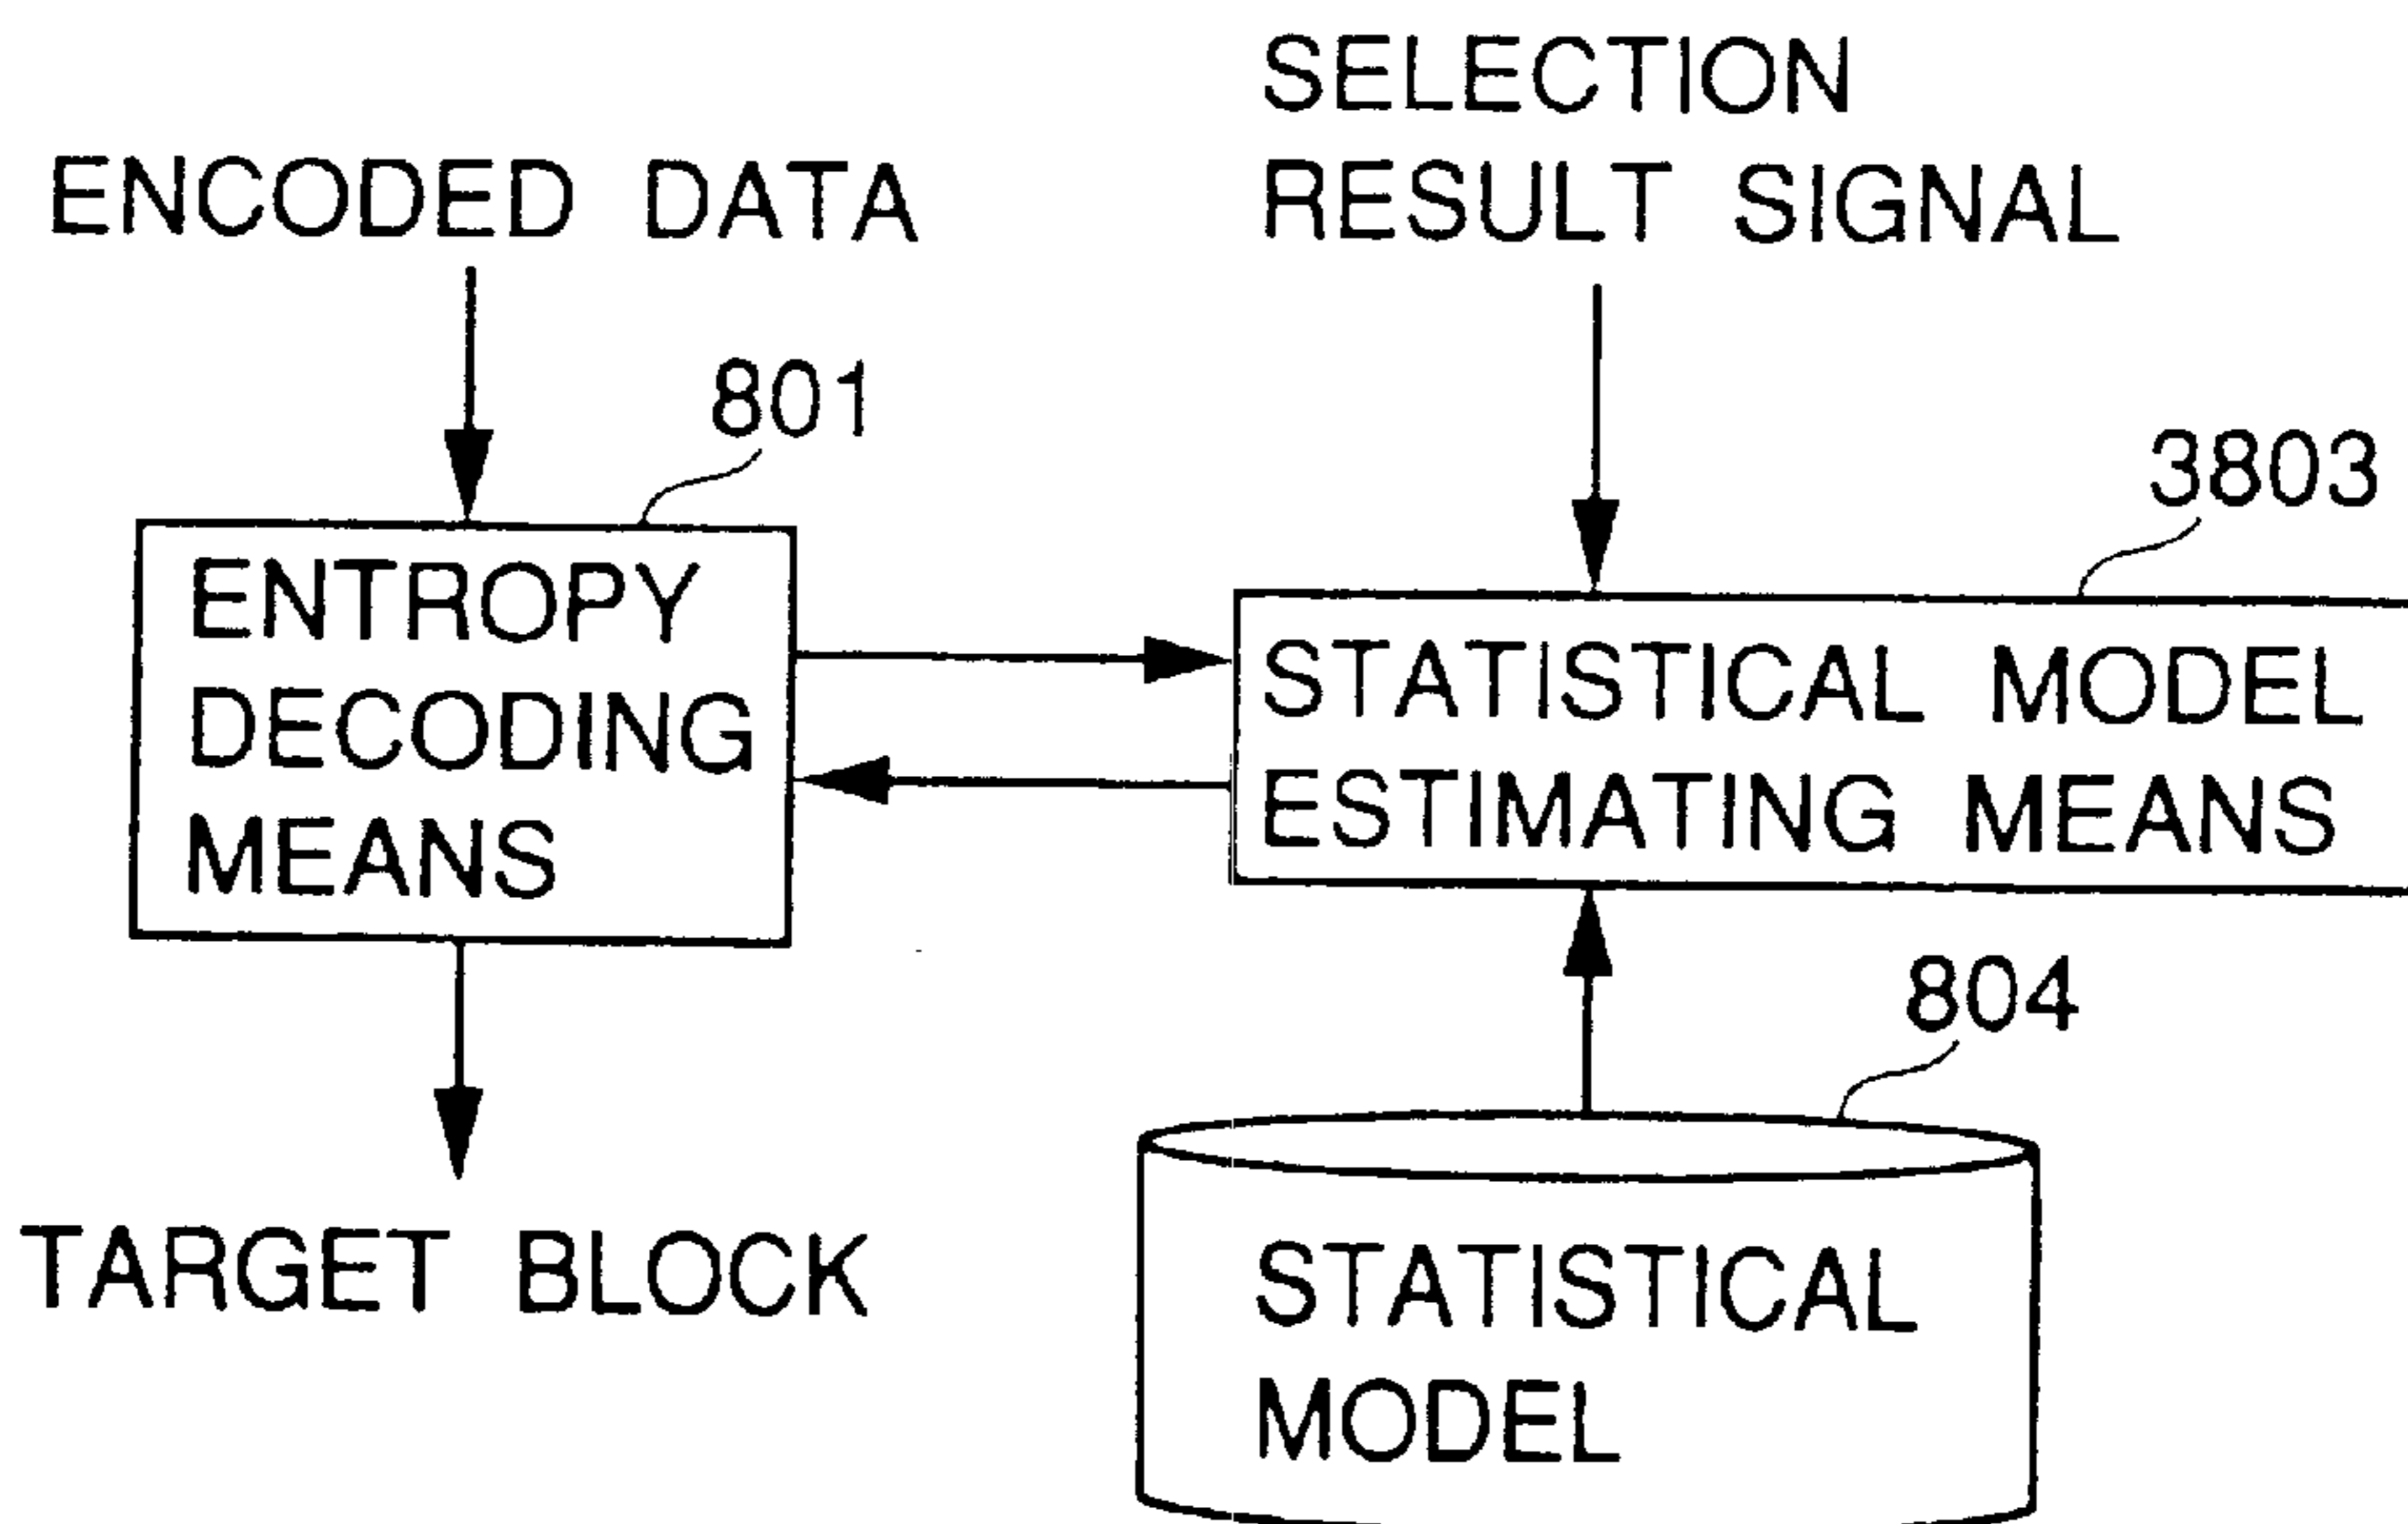 SELECTION
RESULT SIGNAL
ENCODED DATA
801
3803
ENTROPY
DECODING
MEANS
STATISTICAL MODEL
ESTIMATING MEANS
804
TARGET BLOCK
STATISTICAL
MODEL